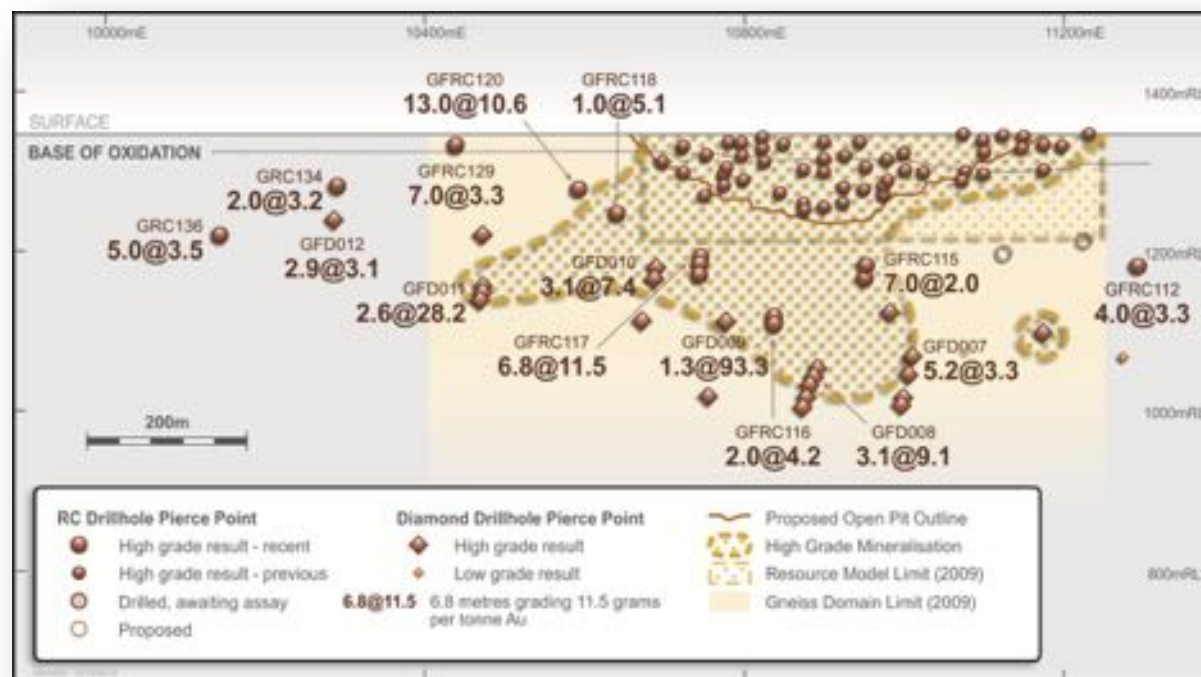 10000mE
10400mE
10800mE
11200mE
GFRC120
13.0@10.6
GFRC118
1.0@5.1
1400mRL
SURFACE
BASE OF OXIDATION
GRC134
2.0@3.2
GFRC129
7.0@3.3
GRC136
5.0@3.5
GFD012
2.9@3.1
GFD010
3.1@7.4
GFRC115
7.0@2.0
1200mRL
GFD011
2.6@28.2
GFRC112
4.0@3.3
GFRC117
6.8@11.5
GFD009
1.3@93.3
GFD007
5.2@3.3
200m
1000mRL
GFRC116
2.0@4.2
GFD008
3.1@9.1
RC Drillhole Pierce Point
High grade result - recent
High grade result - previous
Drilled, awaiting assay
Proposed
Diamond Drillhole Pierce Point
High grade result
Low grade result
6.8@11.5 6.8 metres grading 11.5 grams
per tonne Au
Proposed Open Pit Outline
High Grade Mineralisation
Resource Model Limit (2009)
Gneiss Domain Limit (2009)
800mRL